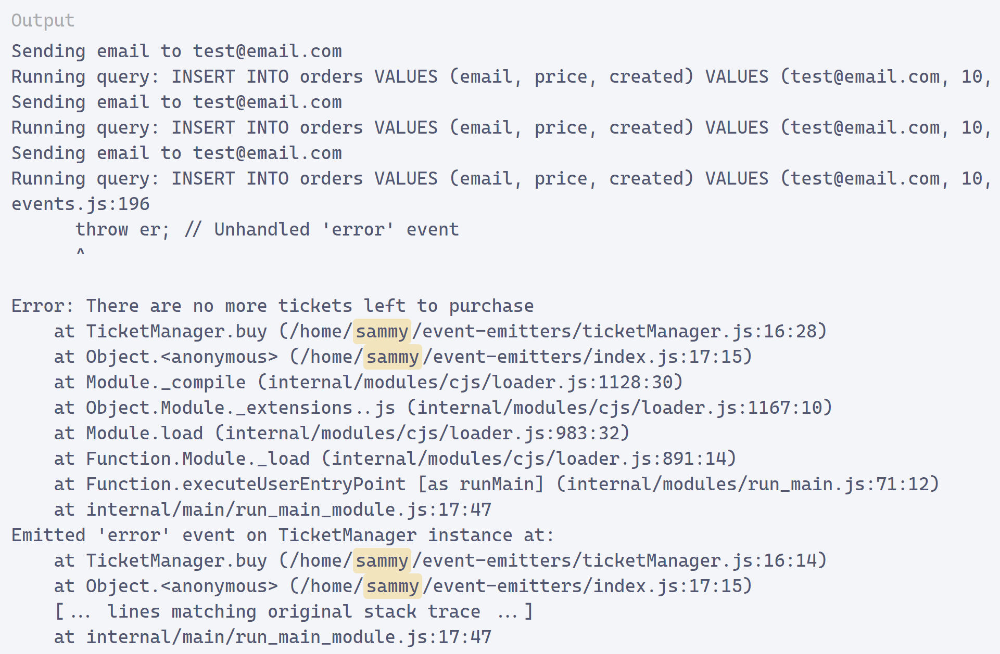 Output
Sending email to test@email.com
Running query: INSERT INTO orders VALUES (email, price, created) VALUES (test@email.com, 10,
Sending email to test@email.com
Running query: INSERT INTO orders VALUES (email, price, created) VALUES (test@email.com, 10,
Sending email to test@email.com
Running query: INSERT INTO orders VALUES (email, price, created) VALUES (test@email.com, 10,
events.js:196
      throw er; // Unhandled 'error' event
      ^

Error: There are no more tickets left to purchase
    at TicketManager.buy (/home/sammy/event-emitters/ticketManager.js:16:28)
    at Object.<anonymous> (/home/sammy/event-emitters/index.js:17:15)
    at Module._compile (internal/modules/cjs/loader.js:1128:30)
    at Object.Module._extensions..js (internal/modules/cjs/loader.js:1167:10)
    at Module.load (internal/modules/cjs/loader.js:983:32)
    at Function.Module._load (internal/modules/cjs/loader.js:891:14)
    at Function.executeUserEntryPoint [as runMain] (internal/modules/run_main.js:71:12)
    at internal/main/run_main_module.js:17:47
Emitted 'error' event on TicketManager instance at:
    at TicketManager.buy (/home/sammy/event-emitters/ticketManager.js:16:14)
    at Object.<anonymous> (/home/sammy/event-emitters/index.js:17:15)
    [... lines matching original stack trace ...]
    at internal/main/run_main_module.js:17:47